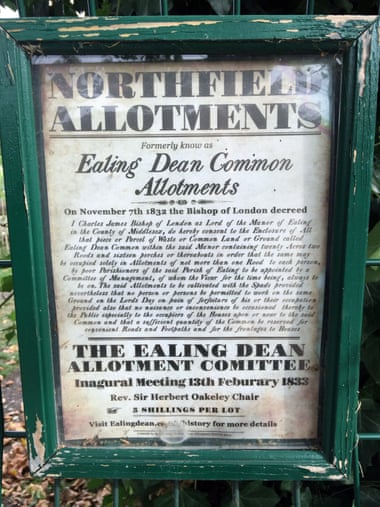 NORTHFIELD
ALLOTMENTS
Formerly know as
Ealing Dean Common
Allotments
On November 7th 1832 the Bishop of London decreed
I Charles James Bishop of London as Lord of the Manor of Ealing
in the County of Middlesex, do hereby consent to the Enclosure of All
that piece or Parcel of Waste or Common Land or Ground called
Ealing Dean Common within the said Manor containing twenty Acres two
Roods and sixteen perches or thereabouts in order that the same may be
occupied solely in Allotments of not more than one Rood to each person,
by poor Parishioners of the said Parish of Ealing to be appointed by a
Committee of Management, of whom the Vicar for the time being, always to
be on. The said Allotments to be cultivated with the Spade provided
nevertheless that no person or persons be permitted to work on the same
Ground on the Lords Day on pain of forfeiture of his or their occupation
provided also that no nuisance or inconvenience be occasioned thereby to
the Public especially to the occupiers of the Houses upon or near to the said
Common and that a sufficient quantity of the Common be reserved for
convenient Roads and Footpaths and for the frontages to Houses.
THE EALING DEAN
ALLOTMENT COMITTEE
Inagural Meeting 13th Feburary 1833
Rev. Sir Herbert Oakeley Chair
☞ 5 SHILLINGS PER LOT
Visit Ealingdean.co.uk/history for more details